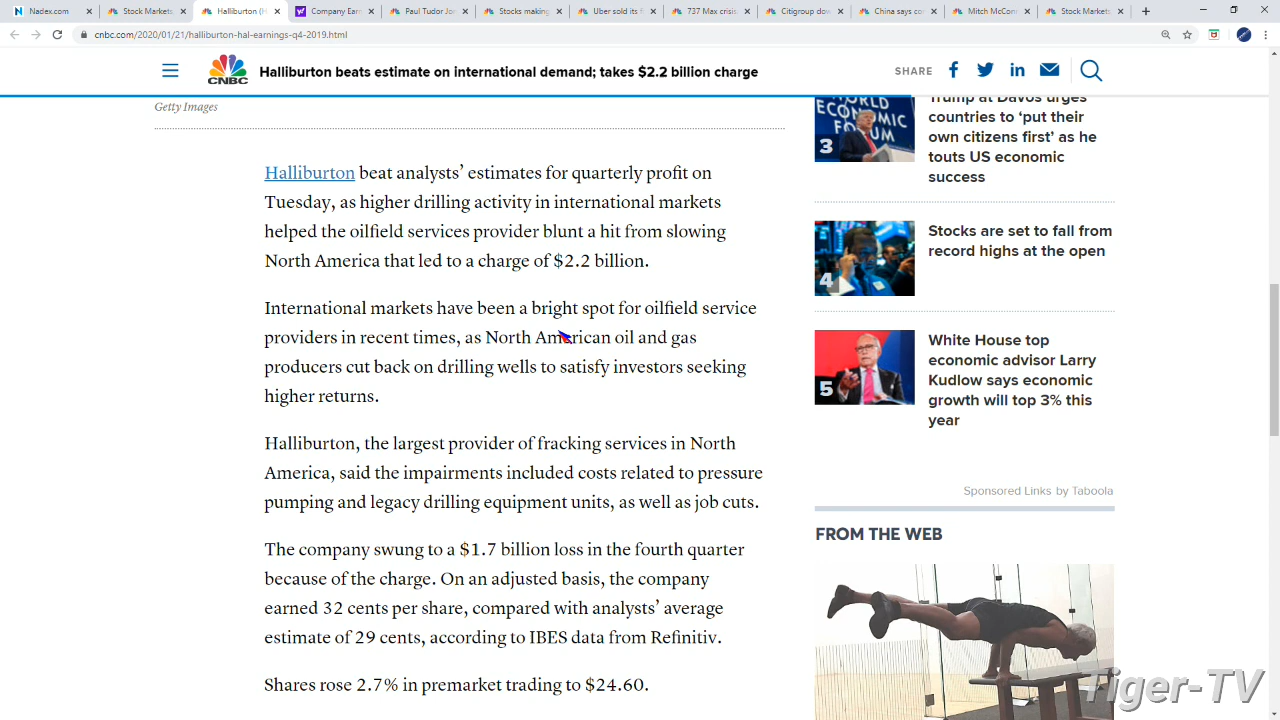 Nadex.com
Stock Markets
Halliburton (H
Company Earn
Paul Tudor Jo
Stocks making
Uber sold its
737 Max crisis
Citigroup dow
China says co
Mitch McConn
Stock Markets
cnbc.com/2020/01/21/halliburton-hal-earnings-q4-2019.html
CNBC
Halliburton beats estimate on international demand; takes $2.2 billion charge
SHARE
Getty Images
Halliburton beat analysts’ estimates for quarterly profit on
Tuesday, as higher drilling activity in international markets
helped the oilfield services provider blunt a hit from slowing
North America that led to a charge of $2.2 billion.
International markets have been a bright spot for oilfield service
providers in recent times, as North American oil and gas
producers cut back on drilling wells to satisfy investors seeking
higher returns.
Halliburton, the largest provider of fracking services in North
America, said the impairments included costs related to pressure
pumping and legacy drilling equipment units, as well as job cuts.
The company swung to a $1.7 billion loss in the fourth quarter
because of the charge. On an adjusted basis, the company
earned 32 cents per share, compared with analysts’ average
estimate of 29 cents, according to IBES data from Refinitiv.
Shares rose 2.7% in premarket trading to $24.60.
WORLD
ECONOMIC
FORUM
3
Trump at Davos urges
countries to ‘put their
own citizens first’ as he
touts US economic
success
4
Stocks are set to fall from
record highs at the open
5
White House top
economic advisor Larry
Kudlow says economic
growth will top 3% this
year
Sponsored Links by Taboola
FROM THE WEB
Tiger-TV